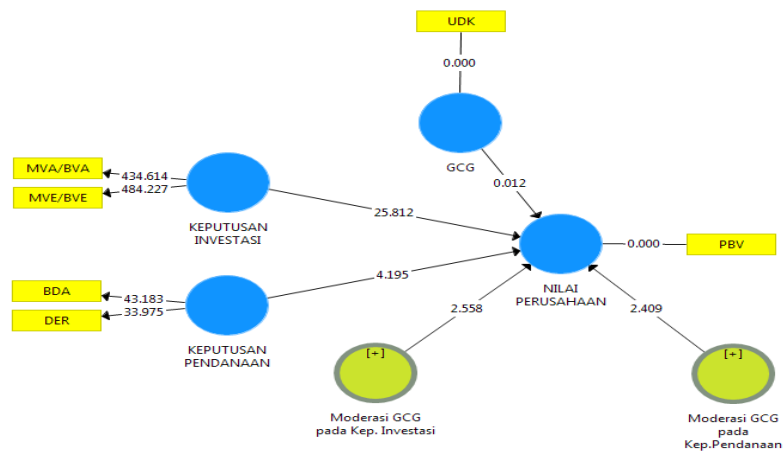 UDK
0.000
GCG
0.012
MVA/BVA
434.614
MVE/BVE
484.227
KEPUTUSAN
INVESTASI
25.812
NILAI
PERUSAHAAN
0.000
PBV
BDA
43.183
DER
33.975
KEPUTUSAN
PENDANAAN
4.195
2.558
2.409
[+]
Moderasi GCG
pada Kep. Investasi
[+]
Moderasi GCG
pada
Kep.Pendanaan